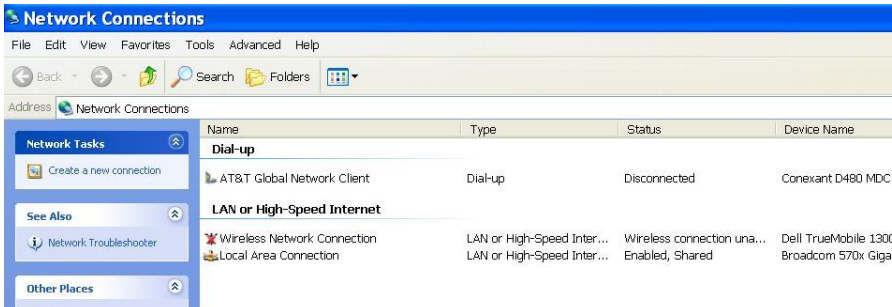 Network Connections
File Edit View Favorites Tools Advanced Help
Back Search Folders
Address Network Connections
Network Tasks
Create a new connection
See Also
Network Troubleshooter
Other Places
Name Type Status Device Name
Dial-up
AT&T Global Network Client Dial-up Disconnected Conexant D480 MDC
LAN or High-Speed Internet
Wireless Network Connection LAN or High-Speed Inter... Wireless connection una... Dell TrueMobile 1300
Local Area Connection LAN or High-Speed Inter... Enabled, Shared Broadcom 570x Giga